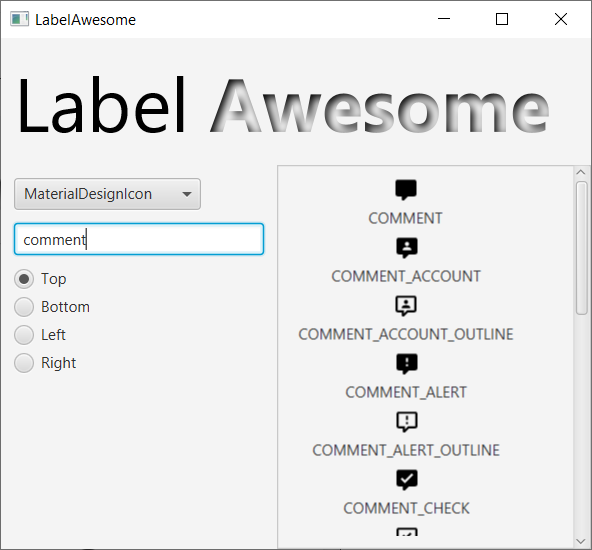 LabelAwesome
Label Awesome
MaterialDesignIcon
comment
Top
Bottom
Left
Right
COMMENT
COMMENT_ACCOUNT
COMMENT_ACCOUNT_OUTLINE
COMMENT_ALERT
COMMENT_ALERT_OUTLINE
COMMENT_CHECK